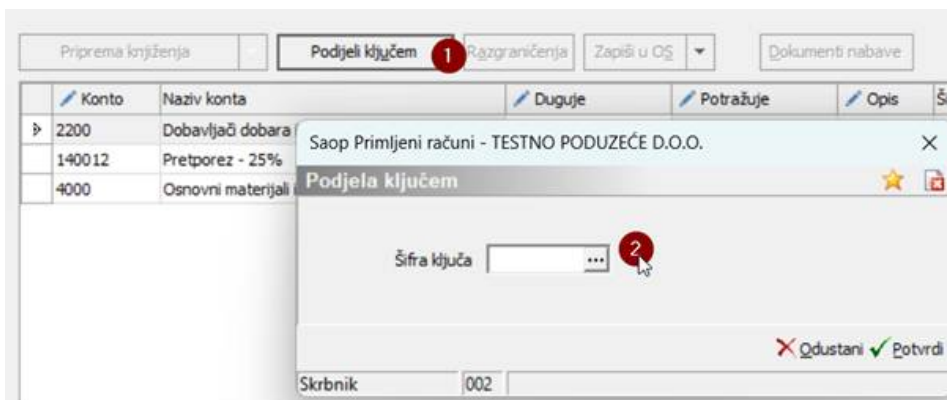 Priprema knjiženja
Podijeli ključem
1
Razgraničenja
Zapiši u OS
Dokumenti nabave
Konto Naziv konta Duguje Potražuje Opis
2200 Dobavljači dobara
140012 Pretporez - 25%
4000 Osnovni materijali
Saop Primljeni računi - TESTNO PODUZEĆE D.O.O.
Podjela ključem
Šifra ključa
...
2
Odustani Potvrdi
Skrbnik 002